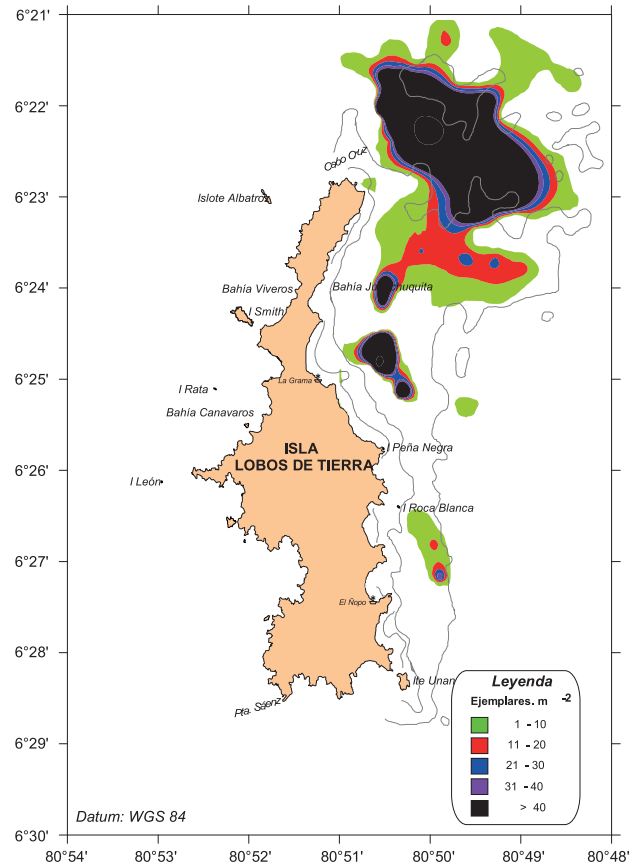 6°21'
6°22'
Cabo Cruz
6°23'
Islote Albatros
6°24'
Bahía Viveros
I Smith
6°25'
La Grama
I Rata
Bahía Canavaros
I Peña Negra
ISLA
LOBOS DE TIERRA
6°26'
I León
I Roca Blanca
6°27'
El Ñopo
6°28'
Ite Unan
Pta. Sáenz
6°29'
Leyenda
Ejemplares. m -2
1 - 10
11 - 20
21 - 30
31 - 40
> 40
Datum: WGS 84
6°30'
80°54' 80°53' 80°52' 80°51' 80°50' 80°49' 80°48'